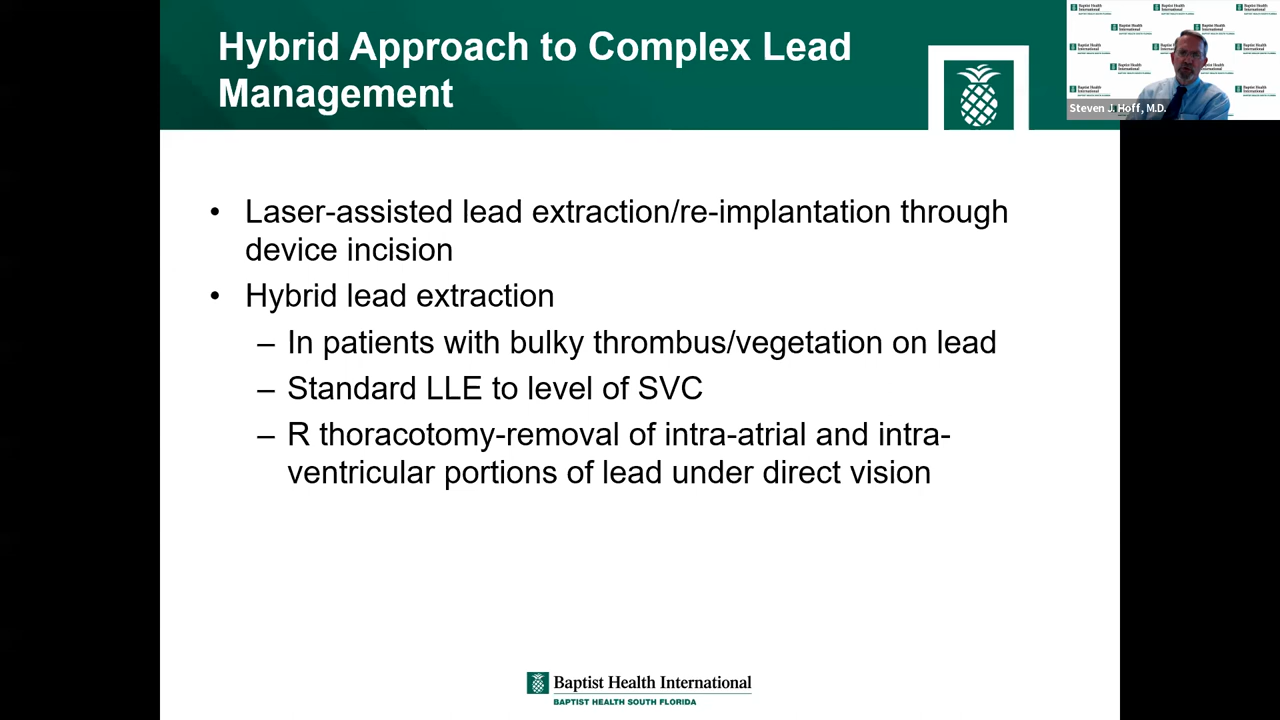 Hybrid Approach to Complex Lead
Management
Steven J. Hoff, M.D.
• Laser-assisted lead extraction/re-implantation through
device incision
• Hybrid lead extraction
– In patients with bulky thrombus/vegetation on lead
– Standard LLE to level of SVC
– R thoracotomy-removal of intra-atrial and intra-
ventricular portions of lead under direct vision
Baptist Health International
BAPTIST HEALTH SOUTH FLORIDA